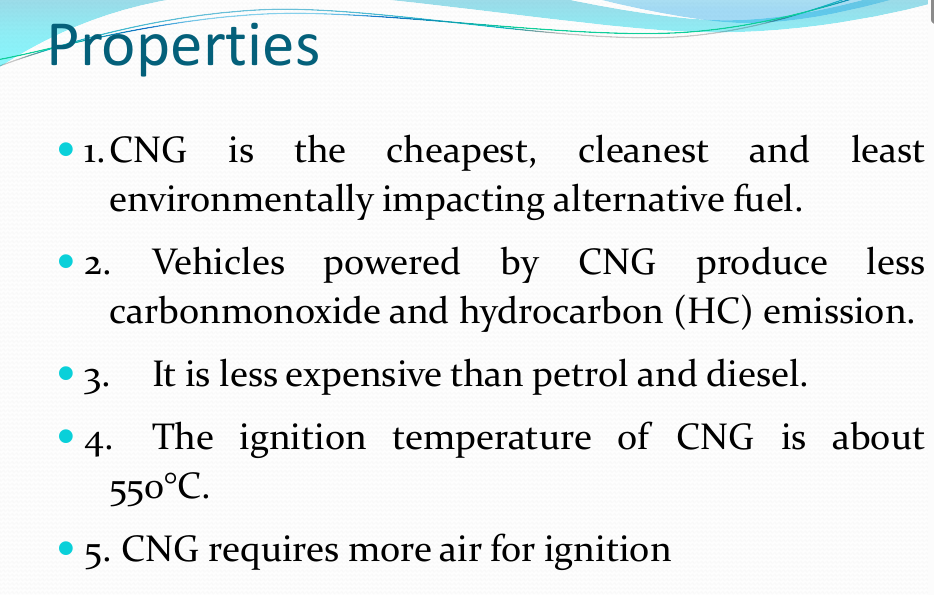 Properties
• 1. CNG is the cheapest, cleanest and least
environmentally impacting alternative fuel.
• 2. Vehicles powered by CNG produce less
carbonmonoxide and hydrocarbon (HC) emission.
• 3. It is less expensive than petrol and diesel.
• 4. The ignition temperature of CNG is about
550°C.
• 5. CNG requires more air for ignition